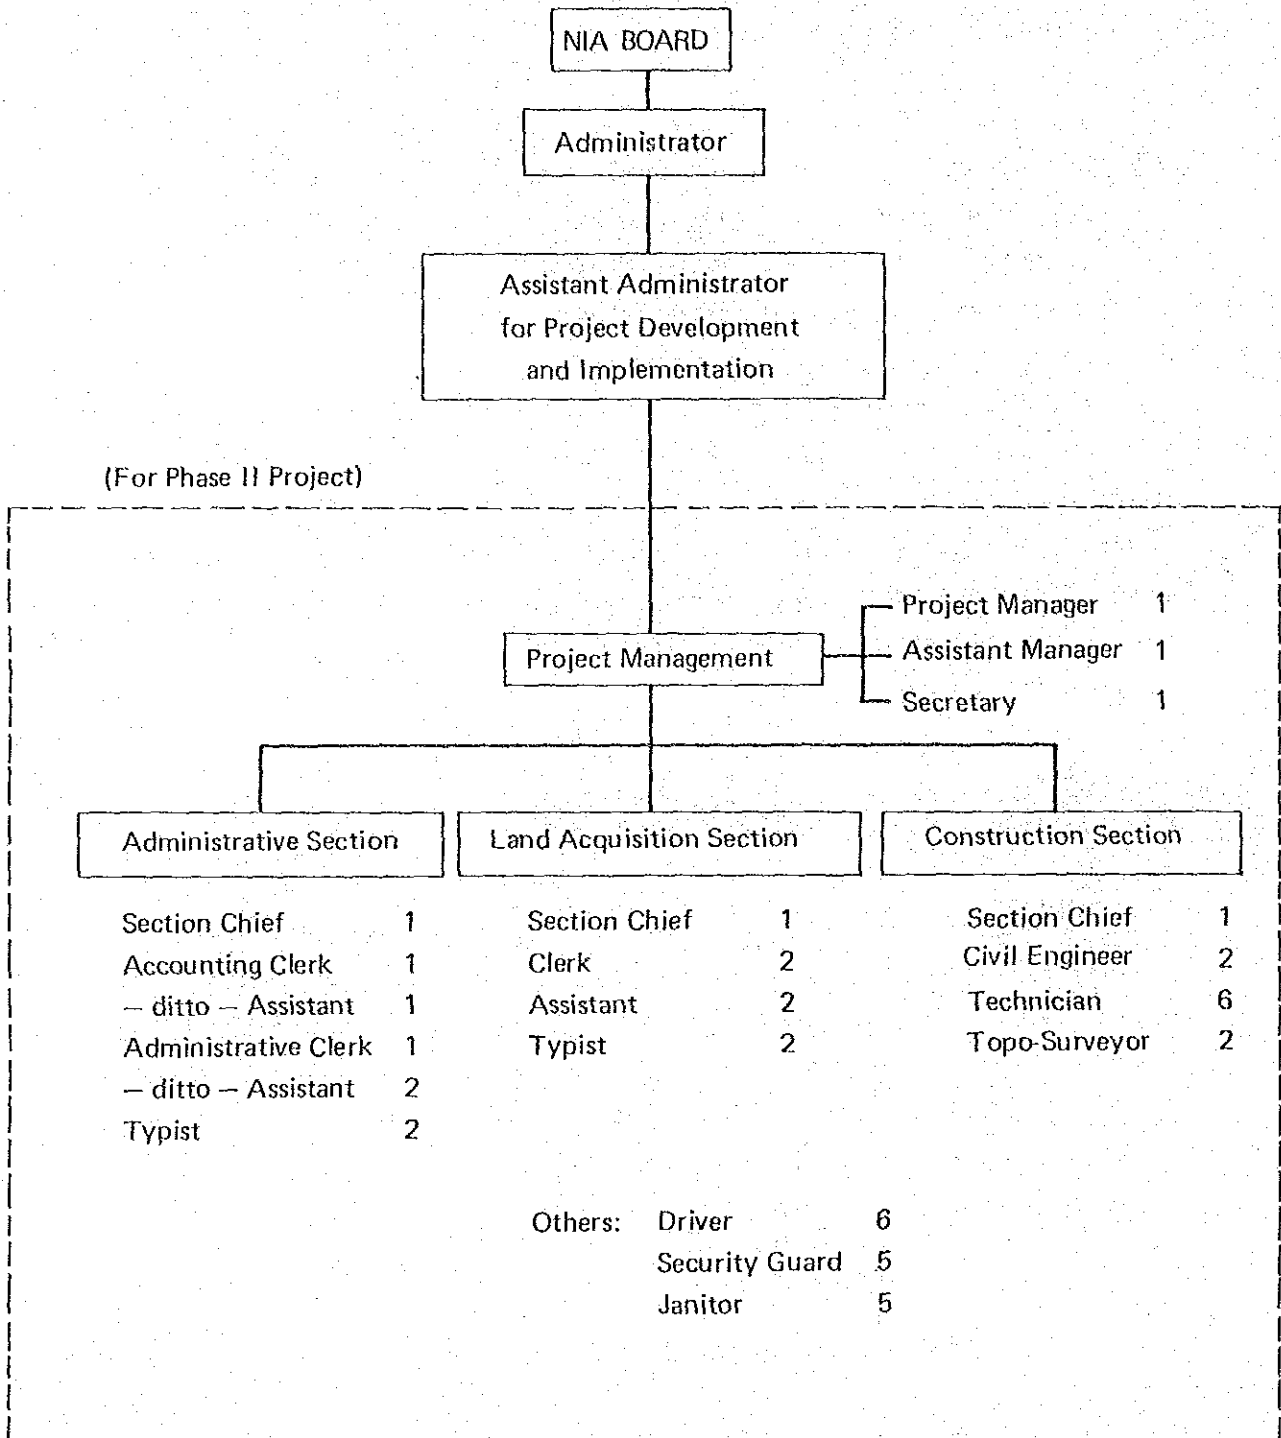 NIA BOARD
Administrator
Assistant Administrator
for Project Development
and Implementation
(For Phase II Project)
Project Management
Project Manager 1
Assistant Manager 1
Secretary 1
Administrative Section
Section Chief 1
Accounting Clerk 1
— ditto — Assistant 1
Administrative Clerk 1
— ditto — Assistant 2
Typist 2
Land Acquisition Section
Section Chief 1
Clerk 2
Assistant 2
Typist 2
Construction Section
Section Chief 1
Civil Engineer 2
Technician 6
Topo-Surveyor 2
Others: Driver 6
Security Guard 5
Janitor 5